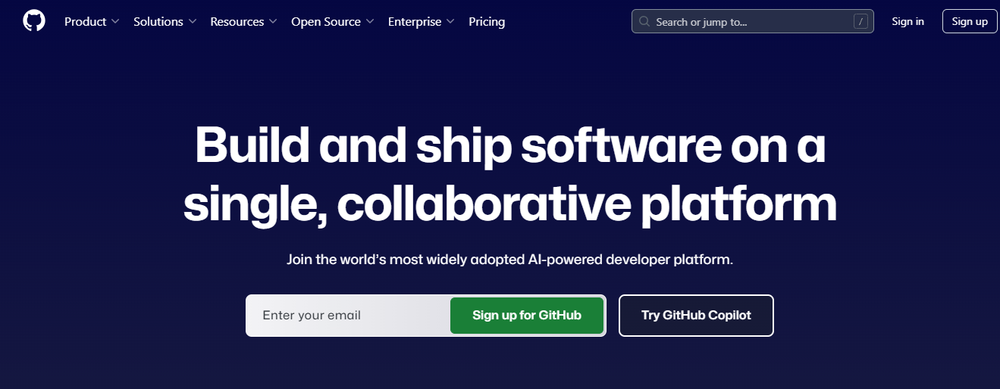 Product Solutions Resources Open Source Enterprise Pricing Search or jump to... / Sign in Sign up
Build and ship software on a
single, collaborative platform
Join the world's most widely adopted AI-powered developer platform.
Enter your email Sign up for GitHub Try GitHub Copilot